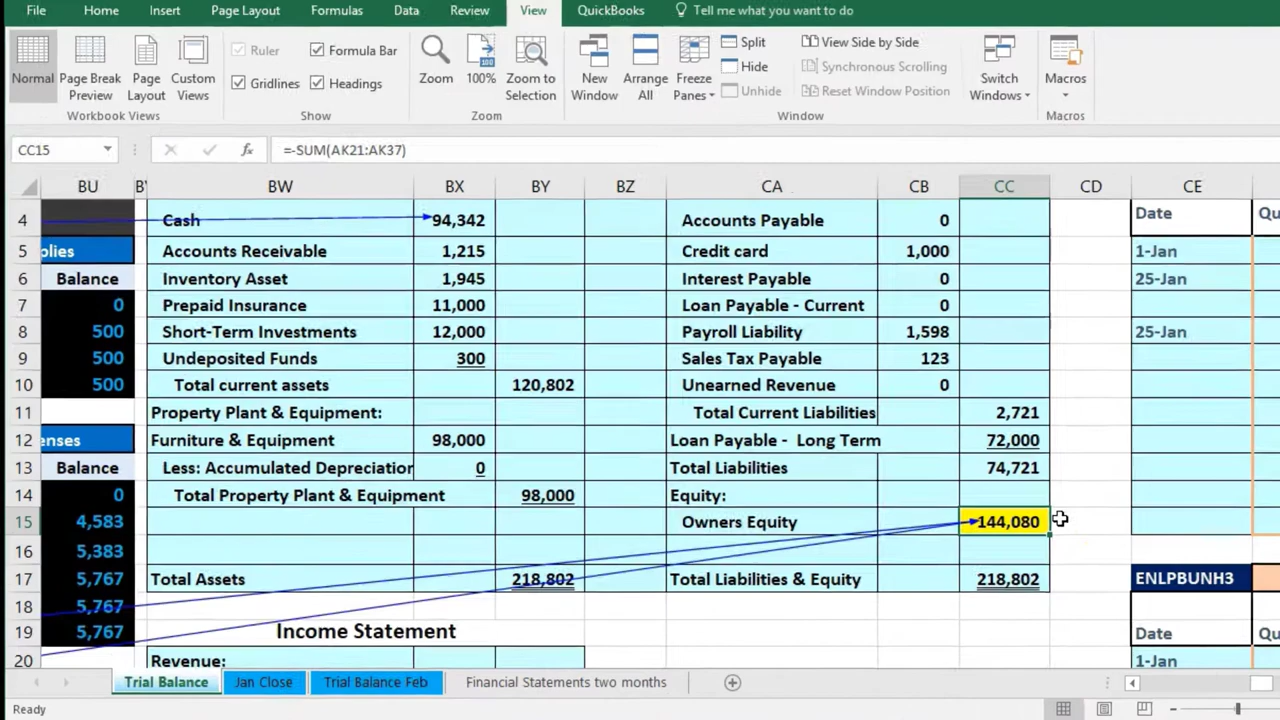 File Home Insert Page Layout Formulas Data Review View QuickBooks Tell me what you want to do
Normal Page Break Preview Page Layout Custom Views
Workbook Views
Ruler Formula Bar
Gridlines Headings
Show
Zoom 100% Zoom to Selection
Zoom
New Window Arrange All Freeze Panes
Split
Hide
Unhide
View Side by Side
Synchronous Scrolling
Reset Window Position
Switch Windows
Window
Macros
Macros
CC15 fx =-SUM(AK21:AK37)
BU BW BX BY BZ CA CB CC CD CE
4 Cash 94,342 Accounts Payable 0 Date
5 plies Accounts Receivable 1,215 Credit card 1,000 1-Jan
6 Balance Inventory Asset 1,945 Interest Payable 0 25-Jan
7 0 Prepaid Insurance 11,000 Loan Payable - Current 0
8 500 Short-Term Investments 12,000 Payroll Liability 1,598 25-Jan
9 500 Undeposited Funds 300 Sales Tax Payable 123
10 500 Total current assets 120,802 Unearned Revenue 0
11 Property Plant & Equipment: Total Current Liabilities 2,721
12 enses Furniture & Equipment 98,000 Loan Payable - Long Term 72,000
13 Balance Less: Accumulated Depreciation 0 Total Liabilities 74,721
14 0 Total Property Plant & Equipment 98,000 Equity:
15 4,583 Owners Equity 144,080
16 5,383
17 5,767 Total Assets 218,802 Total Liabilities & Equity 218,802 ENLPBUNH3
18 5,767
19 5,767 Income Statement Date
20 Revenue: 1-Jan
Trial Balance Jan Close Trial Balance Feb Financial Statements two months
Ready